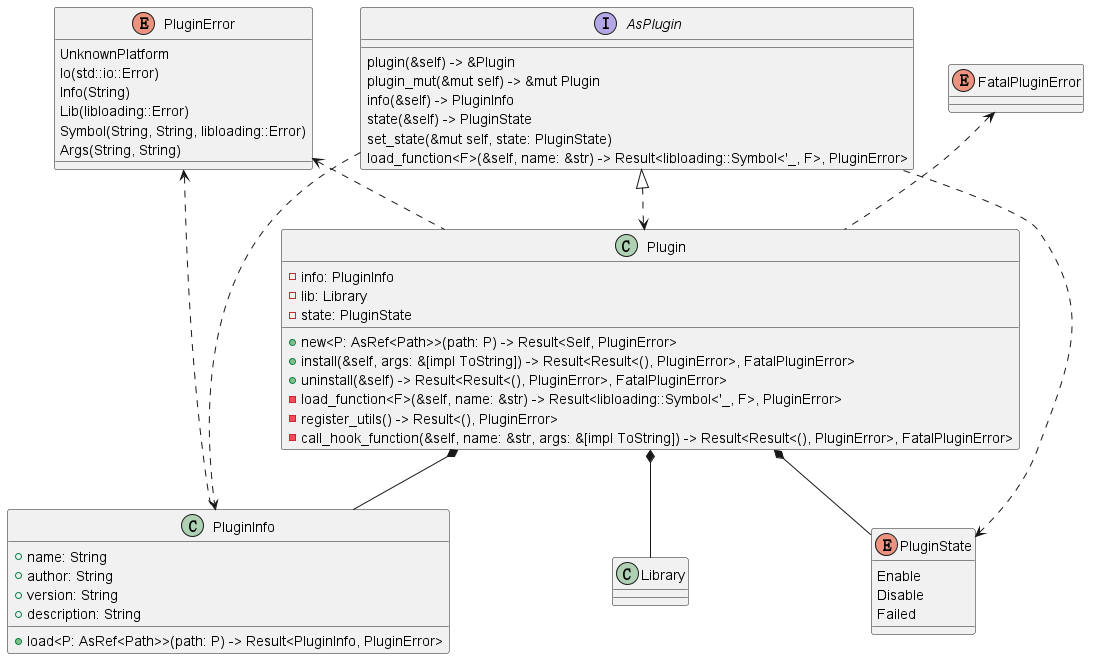 E PluginError
UnknownPlatform
Io(std::io::Error)
Info(String)
Lib(libloading::Error)
Symbol(String, String, libloading::Error)
Args(String, String)
I AsPlugin
plugin(&self) -> &Plugin
plugin_mut(&mut self) -> &mut Plugin
info(&self) -> PluginInfo
state(&self) -> PluginState
set_state(&mut self, state: PluginState)
load_function<F>(&self, name: &str) -> Result<libloading::Symbol<'_, F>, PluginError>
E FatalPluginError
C Plugin
info: PluginInfo
lib: Library
state: PluginState
new<P: AsRef<Path>>(path: P) -> Result<Self, PluginError>
install(&self, args: &[impl ToString]) -> Result<Result<(), PluginError>, FatalPluginError>
uninstall(&self) -> Result<Result<(), PluginError>, FatalPluginError>
load_function<F>(&self, name: &str) -> Result<libloading::Symbol<'_, F>, PluginError>
register_utils() -> Result<(), PluginError>
call_hook_function(&self, name: &str, args: &[impl ToString]) -> Result<Result<(), PluginError>, FatalPluginError>
C PluginInfo
name: String
author: String
version: String
description: String
load<P: AsRef<Path>>(path: P) -> Result<PluginInfo, PluginError>
C Library
E PluginState
Enable
Disable
Failed